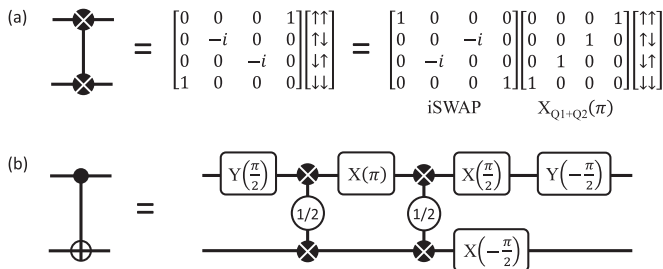 (a)
= [0 0 0 1] [↑↑] = [1 0 0 0] [0 0 0 1] [↑↑]
[0 −i 0 0] [↑↓] [0 0 −i 0] [0 0 1 0] [↑↓]
[0 0 −i 0] [↓↑] [0 −i 0 0] [0 1 0 0] [↓↑]
[1 0 0 0] [↓↓] [0 0 0 1] [1 0 0 0] [↓↓]
iSWAP X_{Q1+Q2}(π)
(b)
= Y(π/2) X(π) X(π/2) Y(−π/2)
1/2 1/2
X(−π/2)